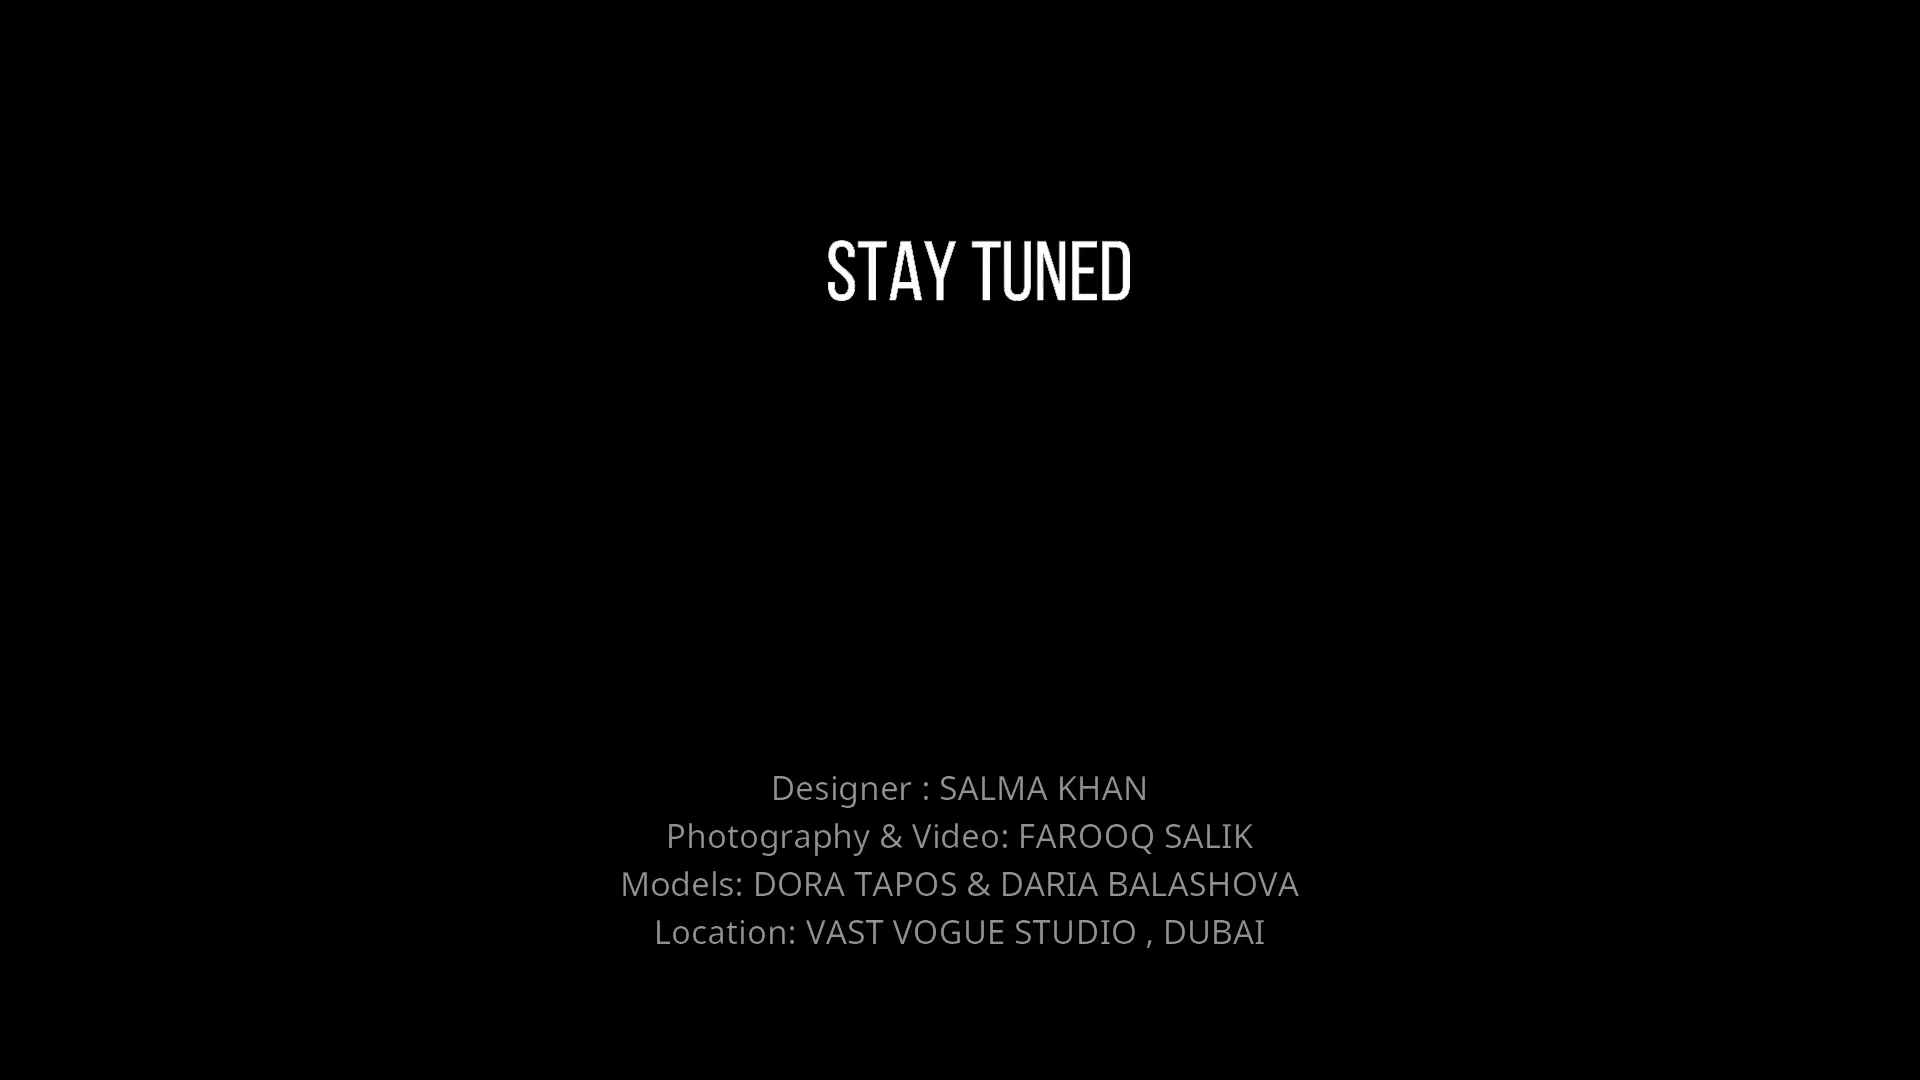 STAY TUNED
Designer : SALMA KHAN
Photography & Video: FAROOQ SALIK
Models: DORA TAPOS & DARIA BALASHOVA
Location: VAST VOGUE STUDIO , DUBAI